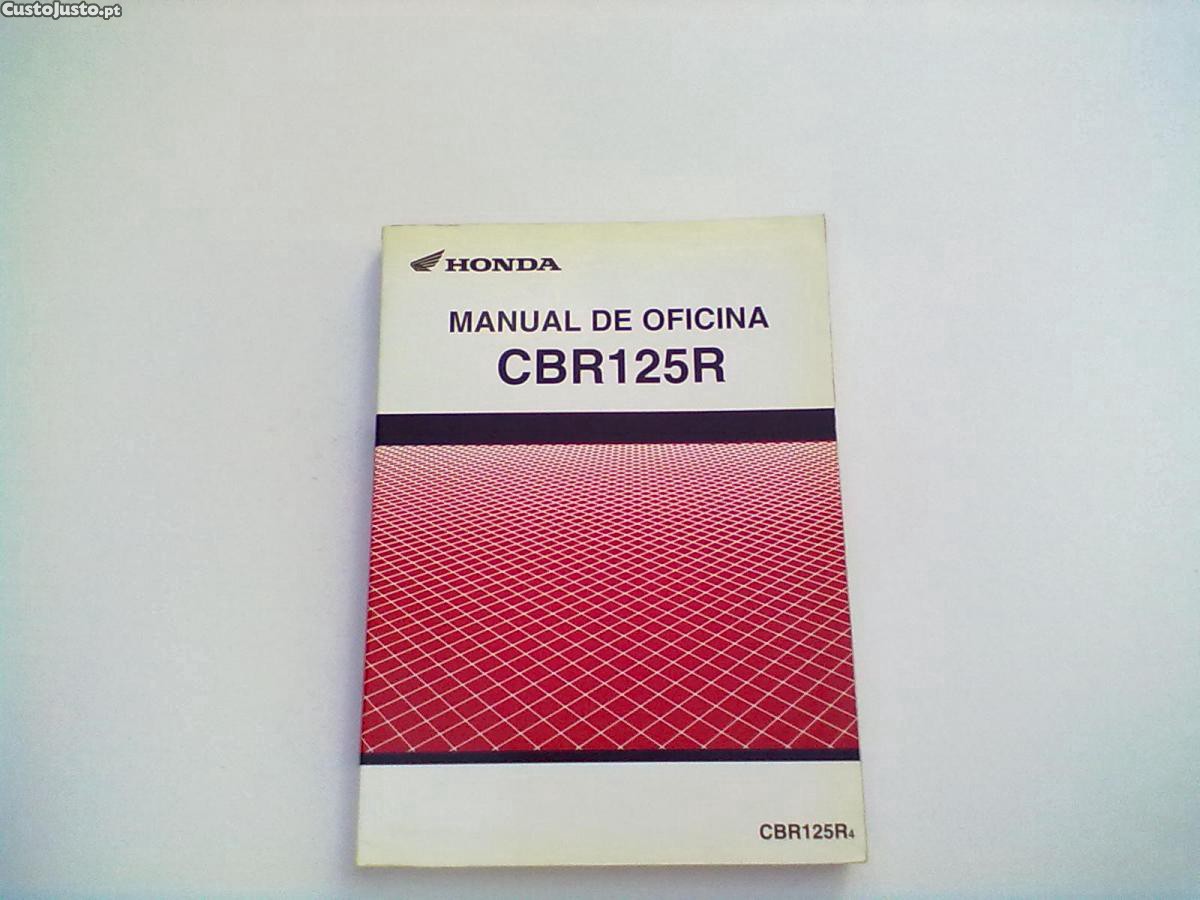 CustoJusto.pt
HONDA
MANUAL DE OFICINA
CBR125R
CBR125R4